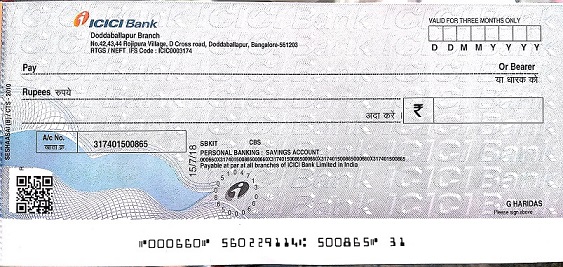 ICICI Bank
Doddaballapur Branch
No.42,43,44 Rojipura Village, D Cross road, Doddaballapur, Bangalore-561203
RTGS / NEFT IFS Code : ICIC0003174
VALID FOR THREE MONTHS ONLY
D D M M Y Y Y Y
Pay
Or Bearer
या धारक को
Rupees रुपये
अदा करें
₹
A/c No.
खाता क्र.
317401500865
SBKIT CBS
PERSONAL BANKING : SAVINGS ACCOUNT
Payable at par at all branches of ICICI Bank Limited in India
15/7/18
SESHAASAI (B) / CTS - 2010
G HARIDAS
Please sign above
⑈000660⑈ 560229114⑆ 500865⑈ 31